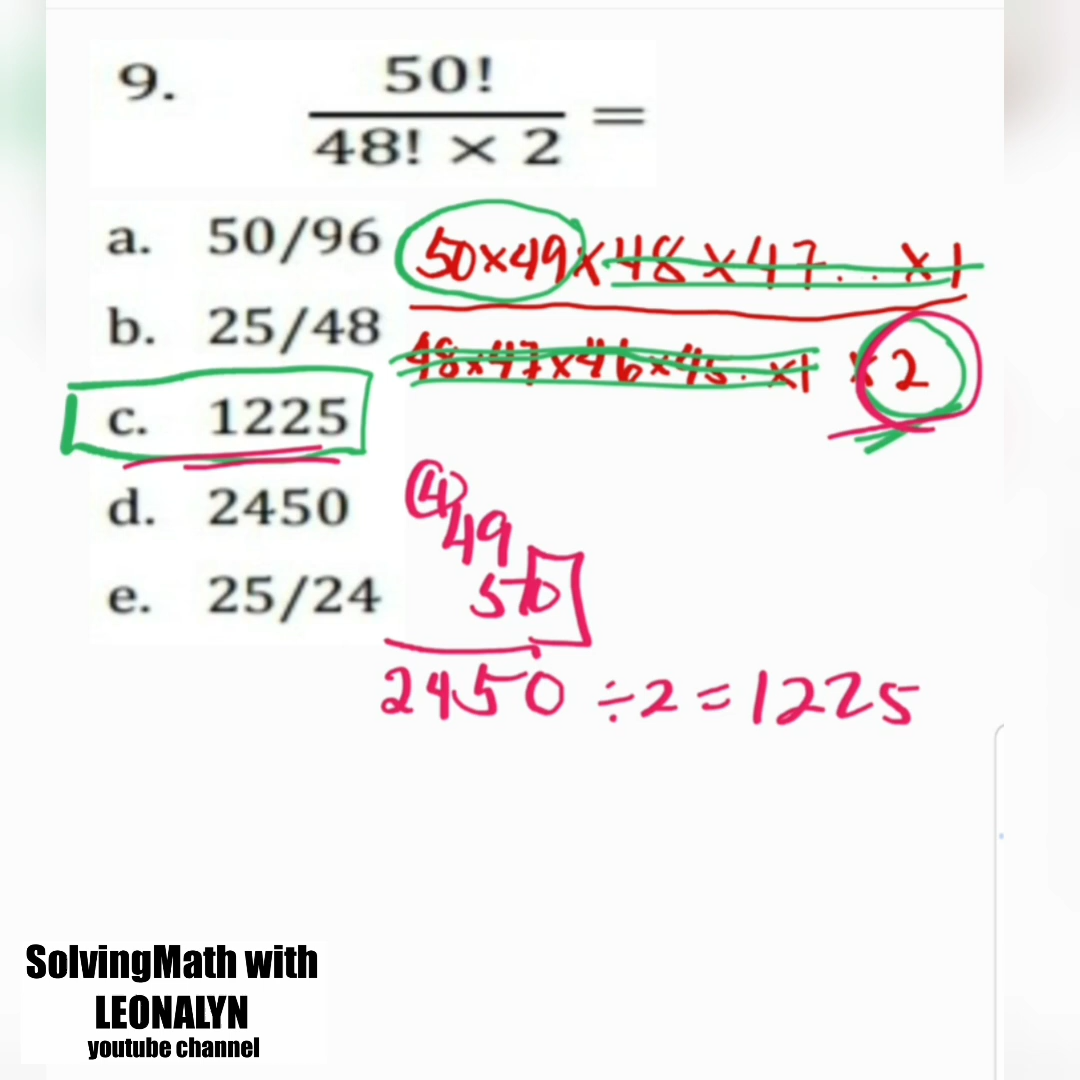 9.
50!
48! × 2 =
a. 50/96
50×49×48×47...×1
b. 25/48
48×47×46×45..×1 × 2
c. 1225
d. 2450
(4)
49
50
e. 25/24
2450 ÷2=1225
SolvingMath with
LEONALYN
youtube channel